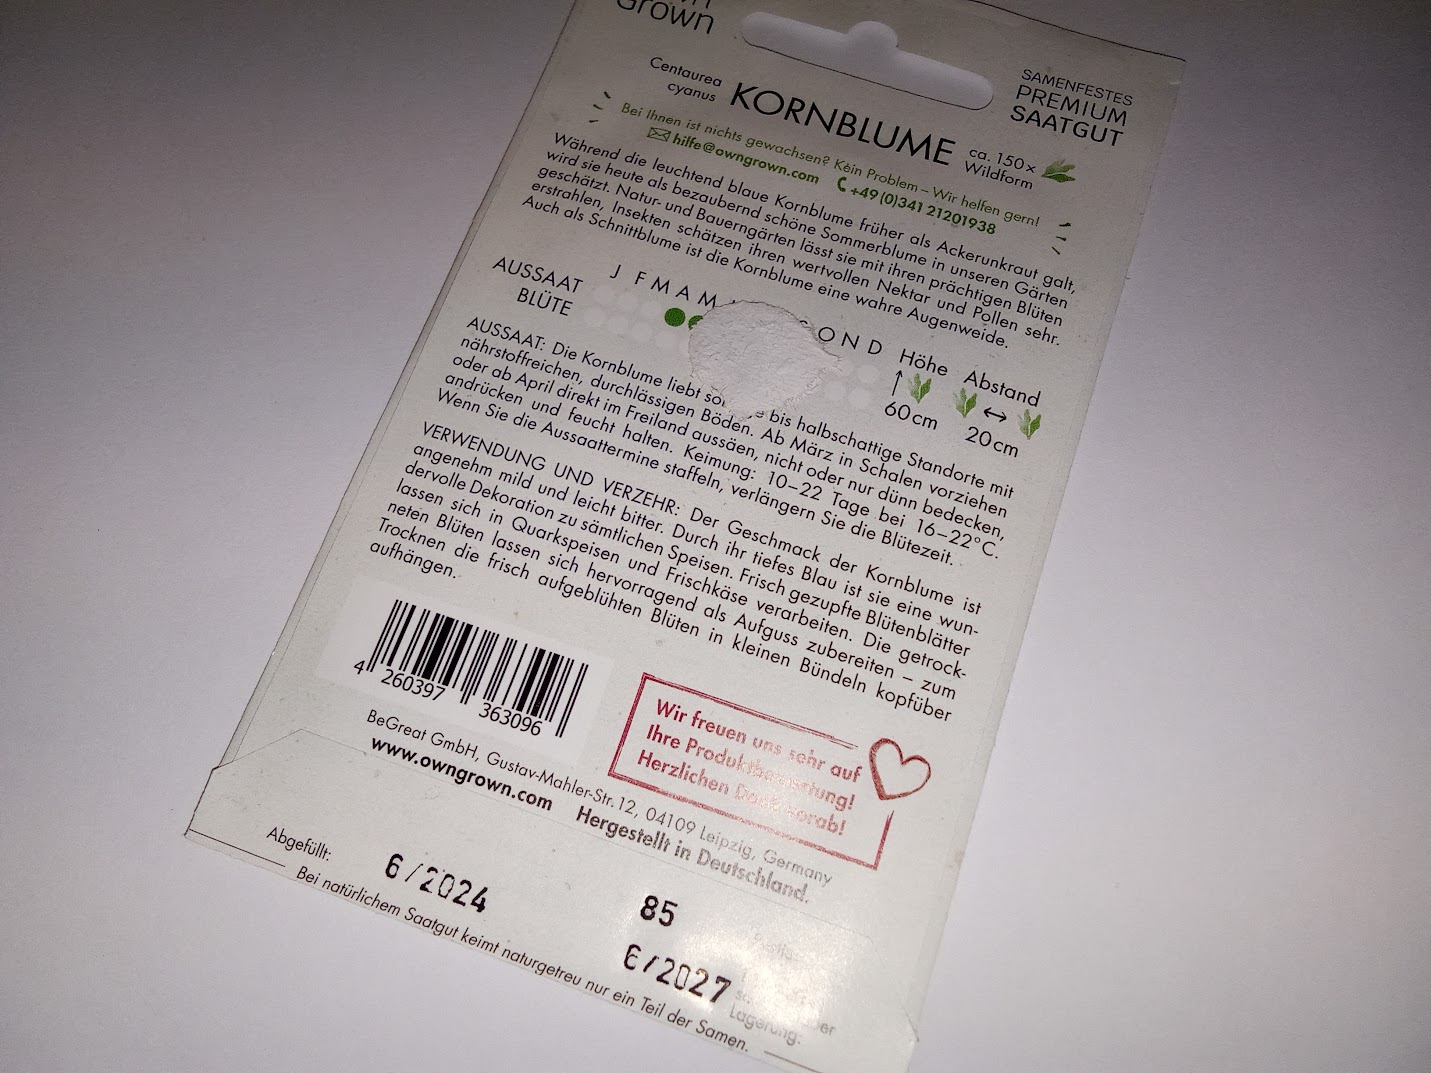 Grown
SAMENFESTES
PREMIUM
SAATGUT
Centaurea
cyanus
KORNBLUME
ca. 150×
Wildform
Bei Ihnen ist nichts gewachsen? Kein Problem – Wir helfen gern!
hilfe@owngrown.com +49 (0)341 21201938
Während die leuchtend blaue Kornblume früher als Ackerunkraut galt,
wird sie heute als bezaubernd schöne Sommerblume in unseren Gärten
geschätzt. Natur- und Bauerngärten lässt sie mit ihren prächtigen Blüten
erstrahlen, Insekten schätzen ihren wertvollen Nektar und Pollen sehr.
Auch als Schnittblume ist die Kornblume eine wahre Augenweide.
J F M A M O N D
AUSSAAT
BLÜTE
Höhe
60cm
Abstand
20cm
AUSSAAT: Die Kornblume liebt bis halbschattige Standorte mit
nährstoffreichen, durchlässigen Böden. Ab März in Schalen vorziehen
oder ab April direkt im Freiland aussäen, nicht oder nur dünn bedecken,
andrücken und feucht halten. Keimung: 10–22 Tage bei 16–22°C.
Wenn Sie die Aussaattermine staffeln, verlängern Sie die Blütezeit.
VERWENDUNG UND VERZEHR: Der Geschmack der Kornblume ist
angenehm mild und leicht bitter. Durch ihr tiefes Blau ist sie eine wun-
dervolle Dekoration zu sämtlichen Speisen. Frisch gezupfte Blütenblätter
lassen sich in Quarkspeisen und Frischkäse verarbeiten. Die getrock-
neten Blüten lassen sich hervorragend als Aufguss zubereiten – zum
Trocknen die frisch aufgeblühten Blüten in kleinen Bündeln kopfüber
aufhängen.
4 260397 363096
Wir freuen uns sehr auf
Ihre Produktbewertung!
Herzlichen Dank vorab!
BeGreat GmbH, Gustav-Mahler-Str. 12, 04109 Leipzig, Germany
www.owngrown.com Hergestellt in Deutschland.
Abgefüllt:
6/2024
85
6/2027
Lagerung:
Bei natürlichem Saatgut keimt naturgetreu nur ein Teil der Samen.